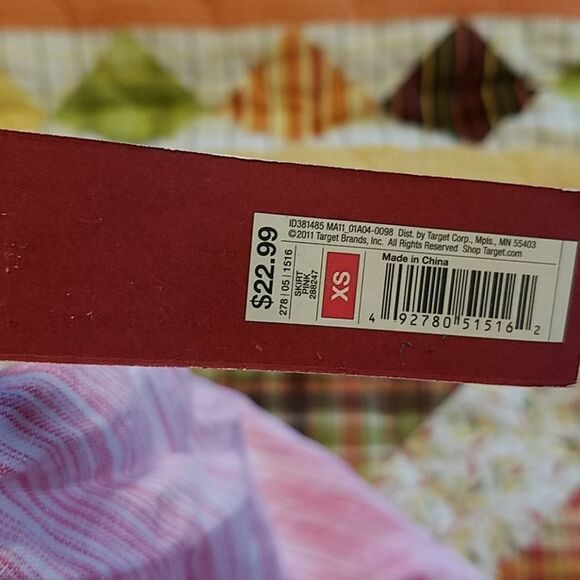 ID381485 MA11_01A04-0098 Dist. by Target Corp., Mpls., MN 55403
©2011 Target Brands, Inc. All Rights Reserved Shop Target.com
$22.99
278 | 05 | 1516
SKIRT
PINK
288247
XS
Made in China
4 92780 51516 2